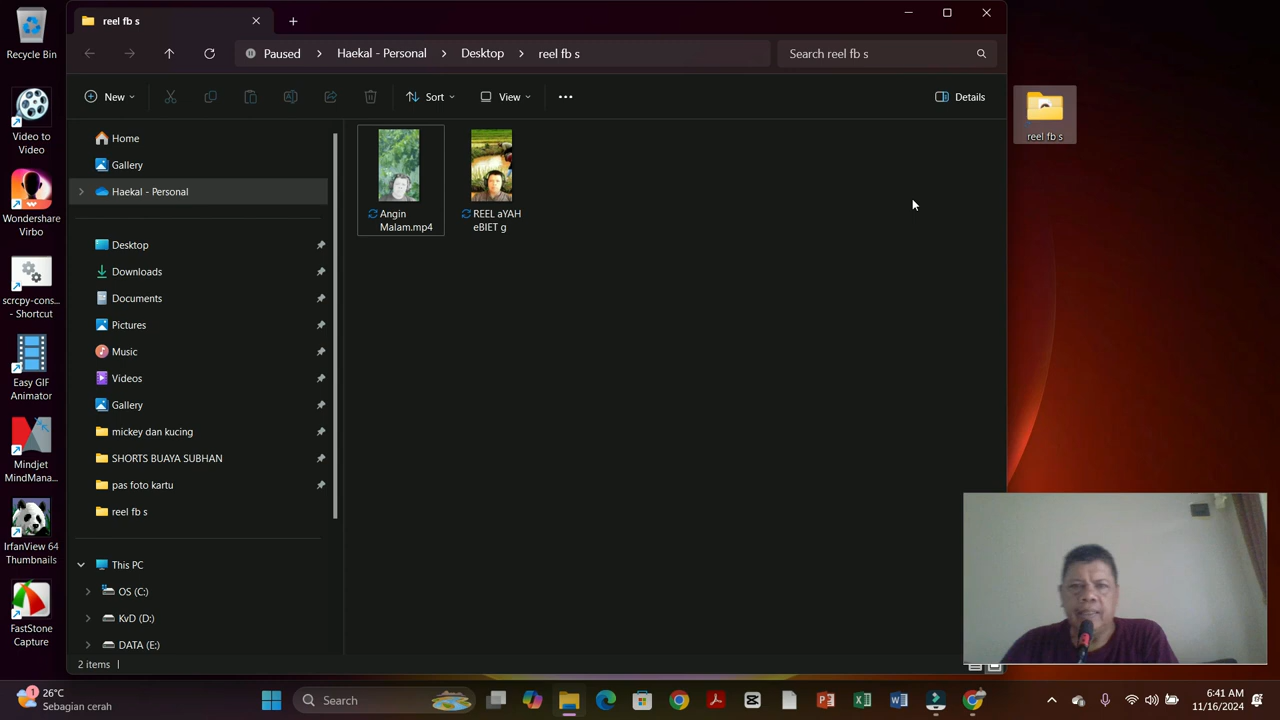 Recycle Bin
Video to
Video
Wondershare
Virbo
scrcpy-cons...
- Shortcut
Easy GIF
Animator
Mindjet
MindMana...
IrfanView 64
Thumbnails
FastStone
Capture
reel fb s
Paused
Haekal - Personal
Desktop
reel fb s
Search reel fb s
New
Sort
View
Details
Home
Gallery
Haekal - Personal
Desktop
Downloads
Documents
Pictures
Music
Videos
Gallery
mickey dan kucing
SHORTS BUAYA SUBHAN
pas foto kartu
reel fb s
This PC
OS (C:)
KvD (D:)
DATA (E:)
Angin
Malam.mp4
REEL aYAH
eBIET g
2 items
reel fb s
1
26°C
Sebagian cerah
Search
6:41 AM
11/16/2024